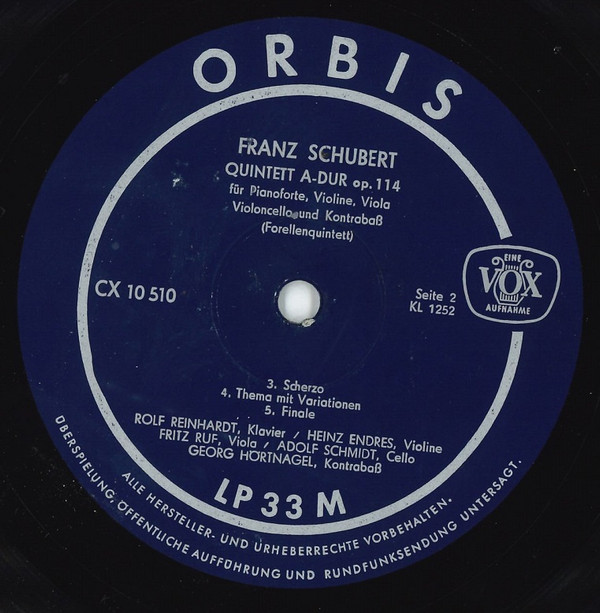 ORBIS
FRANZ SCHUBERT
QUINTETT A-DUR op. 114
für Pianoforte, Violine, Viola
Violoncello und Kontrabaß
(Forellenquintett)
EINE
VOX
AUFNAHME
CX 10 510
Seite 2
KL 1252
3. Scherzo
4. Thema mit Variationen
5. Finale
ROLF REINHARDT, Klavier / HEINZ ENDRES, Violine
FRITZ RUF, Viola / ADOLF SCHMIDT, Cello
GEORG HÖRTNAGEL, Kontrabaß
LP 33 M
ALLE HERSTELLER- UND URHEBERRECHTE VORBEHALTEN.
ÜBERSPIELUNG, ÖFFENTLICHE AUFFÜHRUNG UND RUNDFUNKSENDUNG UNTERSAGT.